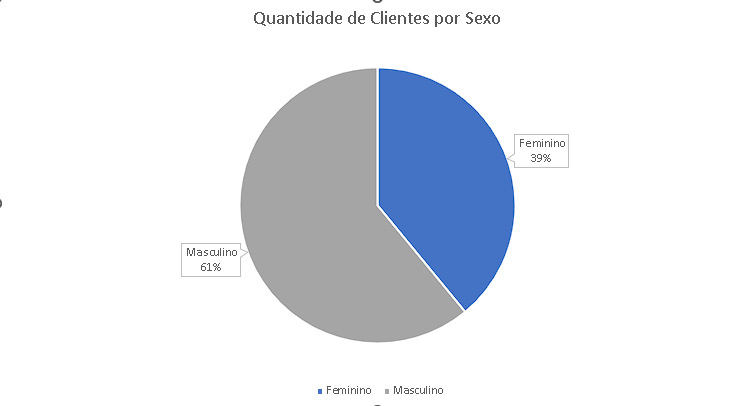 Quantidade de Clientes por Sexo
Feminino
39%
Masculino
61%
Feminino
Masculino